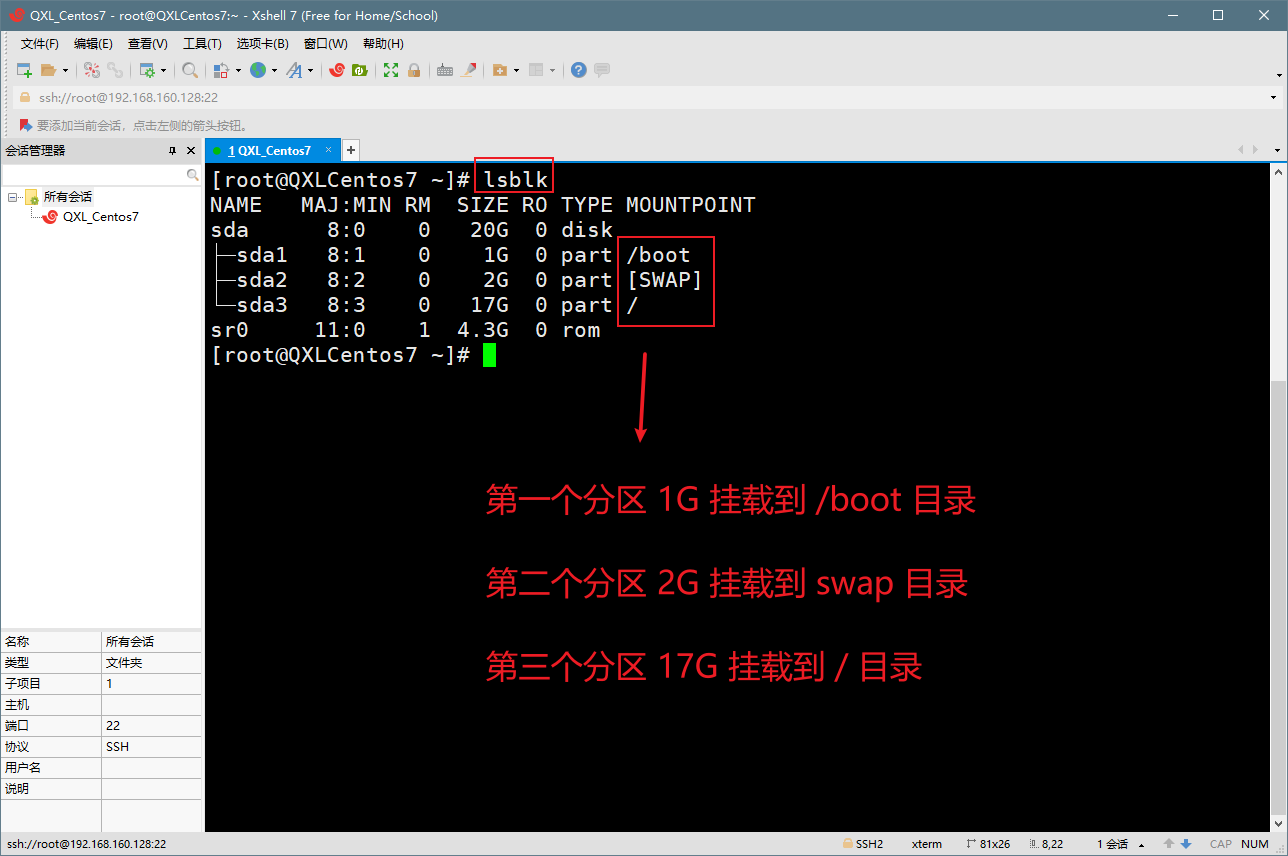 QXL_Centos7 - root@QXLCentos7:~ - Xshell 7 (Free for Home/School)
文件(F) 编辑(E) 查看(V) 工具(T) 选项卡(B) 窗口(W) 帮助(H)
ssh://root@192.168.160.128:22
要添加当前会话，点击左侧的箭头按钮。
会话管理器
1 QXL_Centos7
所有会话
QXL_Centos7
[root@QXLCentos7 ~]# lsblk
NAME   MAJ:MIN RM  SIZE RO TYPE MOUNTPOINT
sda      8:0    0   20G  0 disk
├─sda1   8:1    0    1G  0 part /boot
├─sda2   8:2    0    2G  0 part [SWAP]
└─sda3   8:3    0   17G  0 part /
sr0     11:0    1  4.3G  0 rom
[root@QXLCentos7 ~]#
第一个分区 1G 挂载到 /boot 目录
第二个分区 2G 挂载到 swap 目录
第三个分区 17G 挂载到 / 目录
名称 所有会话
类型 文件夹
子项目 1
主机
端口 22
协议 SSH
用户名
说明
ssh://root@192.168.160.128:22 SSH2 xterm 81x26 8,22 1 会话 CAP NUM